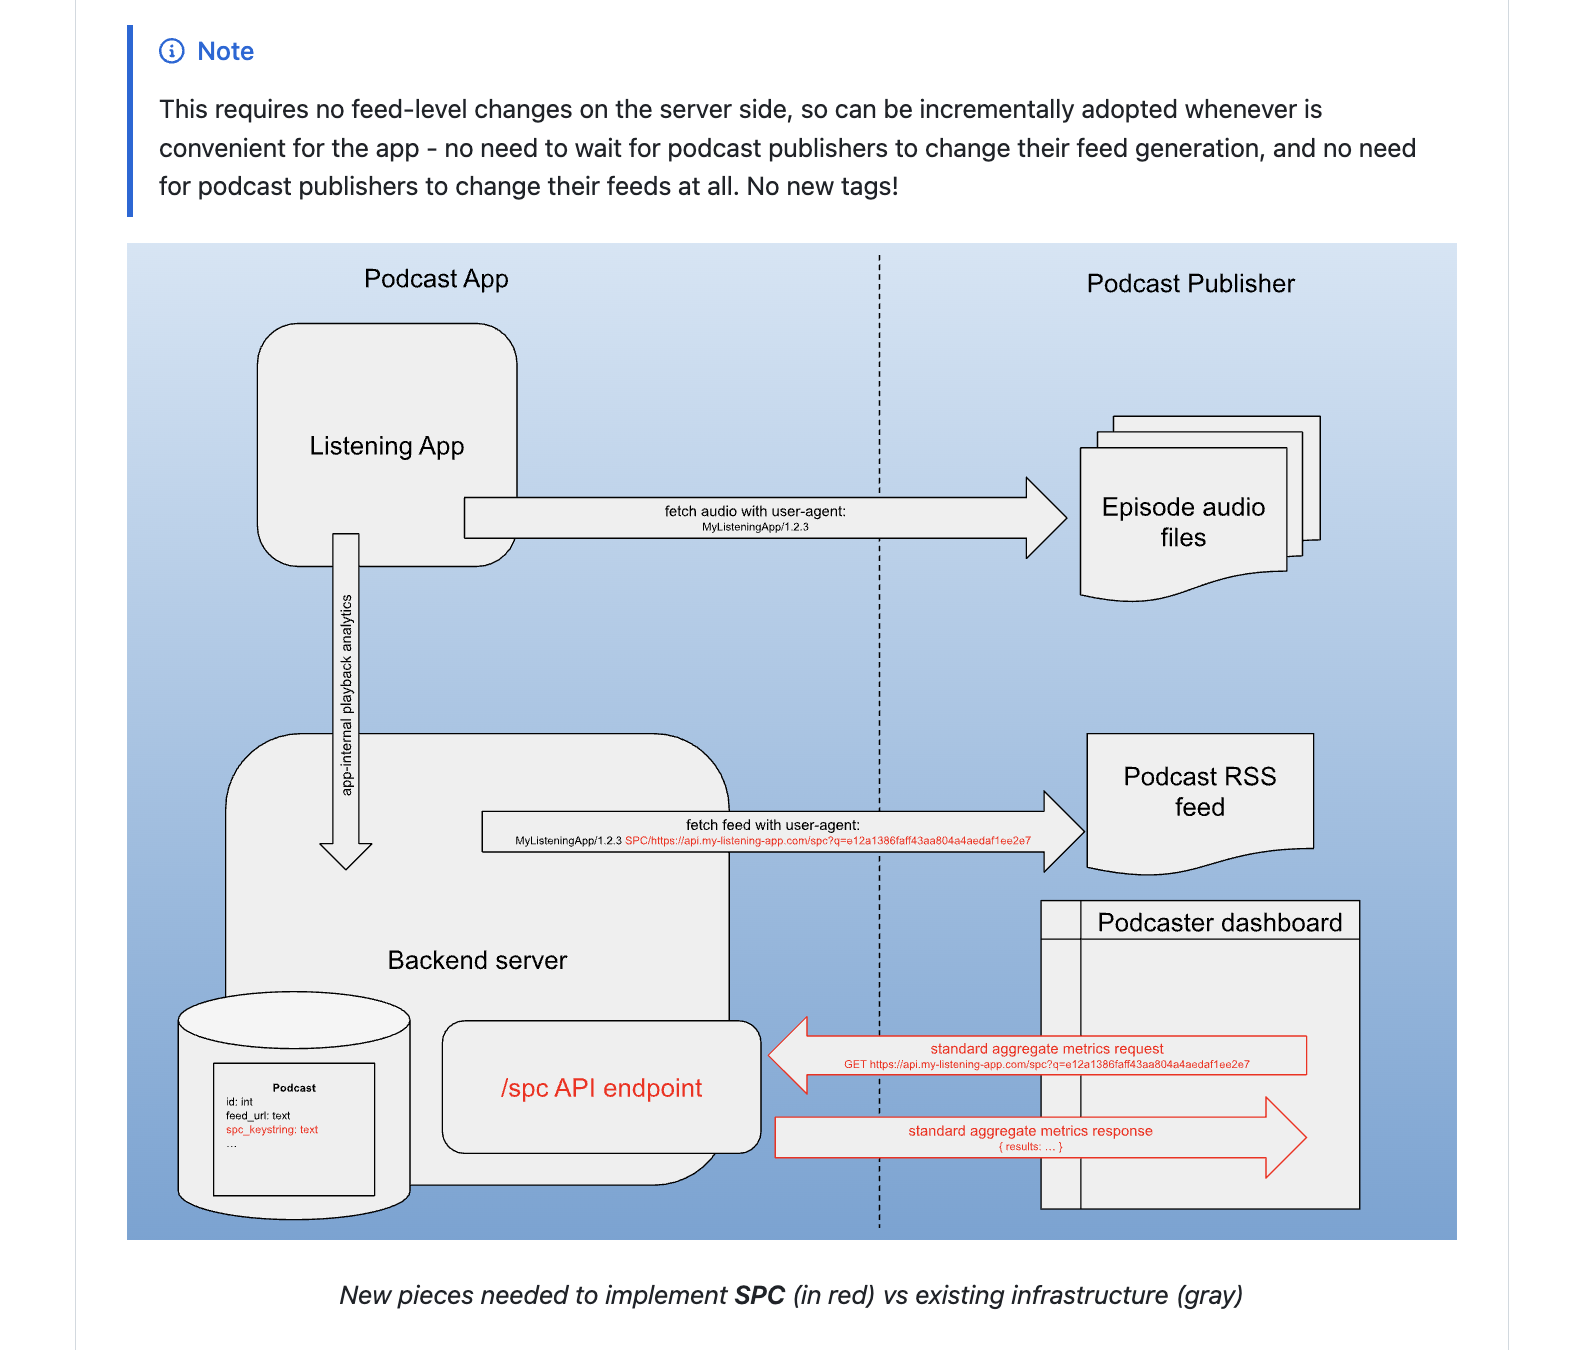 Note
This requires no feed-level changes on the server side, so can be incrementally adopted whenever is
convenient for the app - no need to wait for podcast publishers to change their feed generation, and no need
for podcast publishers to change their feeds at all. No new tags!
Podcast App
Podcast Publisher
Listening App
fetch audio with user-agent:
MyListeningApp/1.2.3
Episode audio
files
app-internal playback analytics
Podcast RSS
feed
fetch feed with user-agent:
MyListeningApp/1.2.3 SPC/https://api.my-listening-app.com/spc?q=e12a1386faff43aa804a4aedaf1ee2e7
Podcaster dashboard
Backend server
standard aggregate metrics request
GET https://api.my-listening-app.com/spc?q=e12a1386faff43aa804a4aedaf1ee2e7
/spc API endpoint
Podcast
id: int
feed_url: text
spc_keystring: text
...
standard aggregate metrics response
{ results: ... }
New pieces needed to implement SPC (in red) vs existing infrastructure (gray)